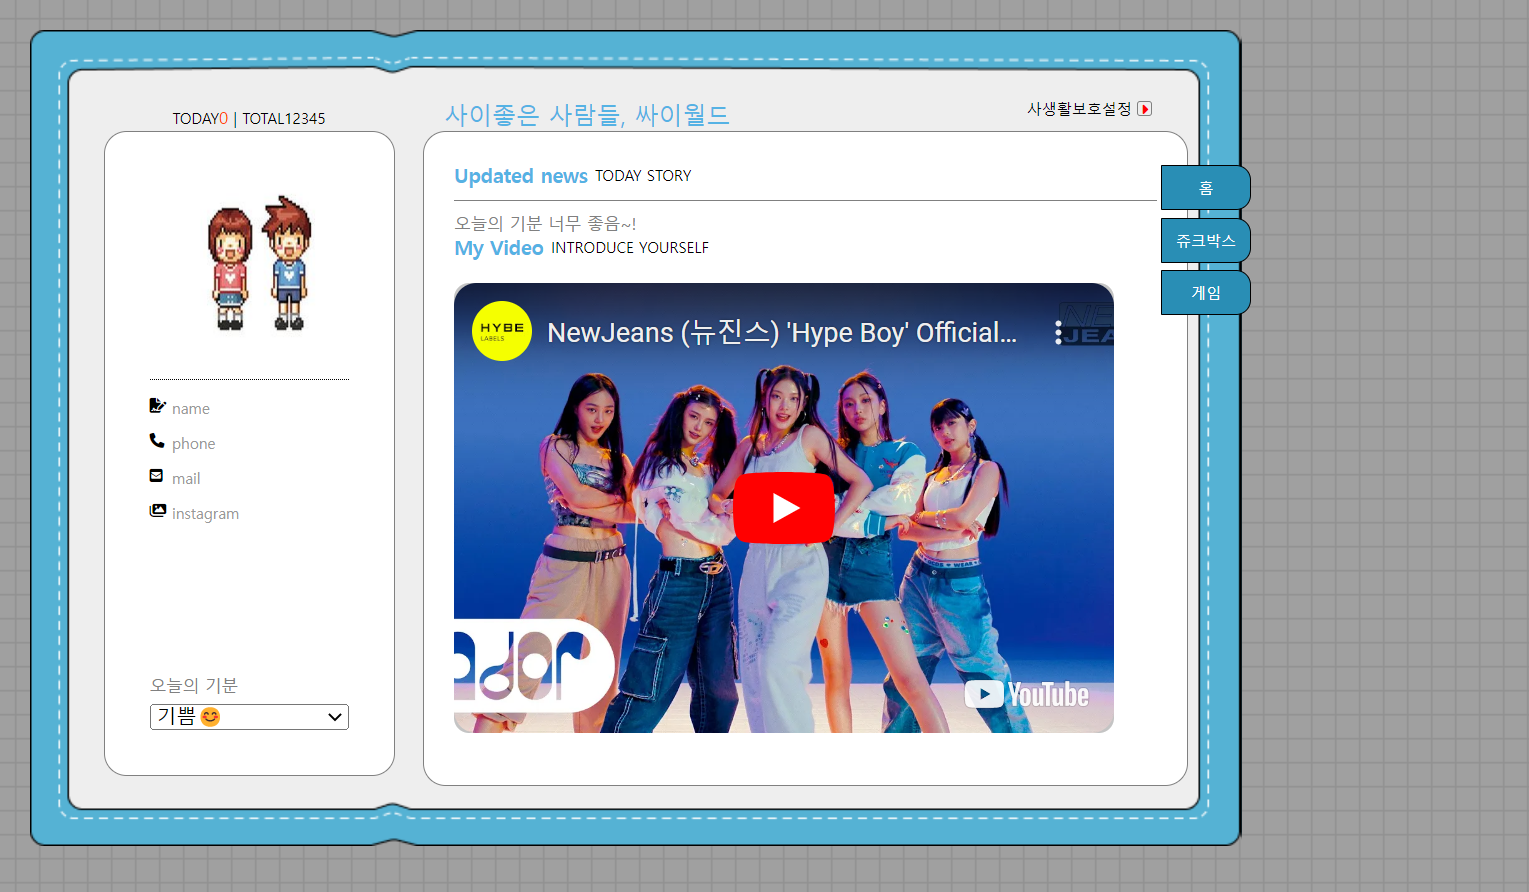 TODAY0 | TOTAL12345
사이좋은 사람들, 싸이월드
사생활보호설정
name
phone
mail
instagram
오늘의 기분
기쁨😊
Updated news TODAY STORY
오늘의 기분 너무 좋음~!
My Video INTRODUCE YOURSELF
HYBE
LABELS
NewJeans (뉴진스) 'Hype Boy' Official...
YouTube
홈
쥬크박스
게임